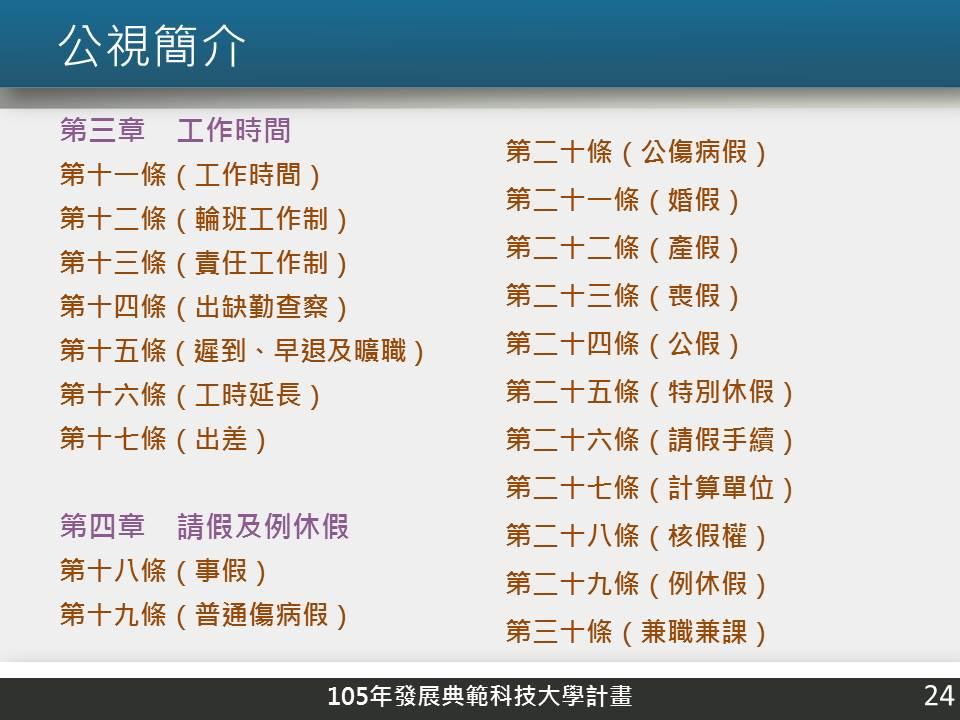 公視簡介
第三章　工作時間
第十一條（工作時間）
第十二條（輪班工作制）
第十三條（責任工作制）
第十四條（出缺勤查察）
第十五條（遲到、早退及曠職）
第十六條（工時延長）
第十七條（出差）
第四章　請假及例休假
第十八條（事假）
第十九條（普通傷病假）
第二十條（公傷病假）
第二十一條（婚假）
第二十二條（產假）
第二十三條（喪假）
第二十四條（公假）
第二十五條（特別休假）
第二十六條（請假手續）
第二十七條（計算單位）
第二十八條（核假權）
第二十九條（例休假）
第三十條（兼職兼課）
105年發展典範科技大學計畫
24